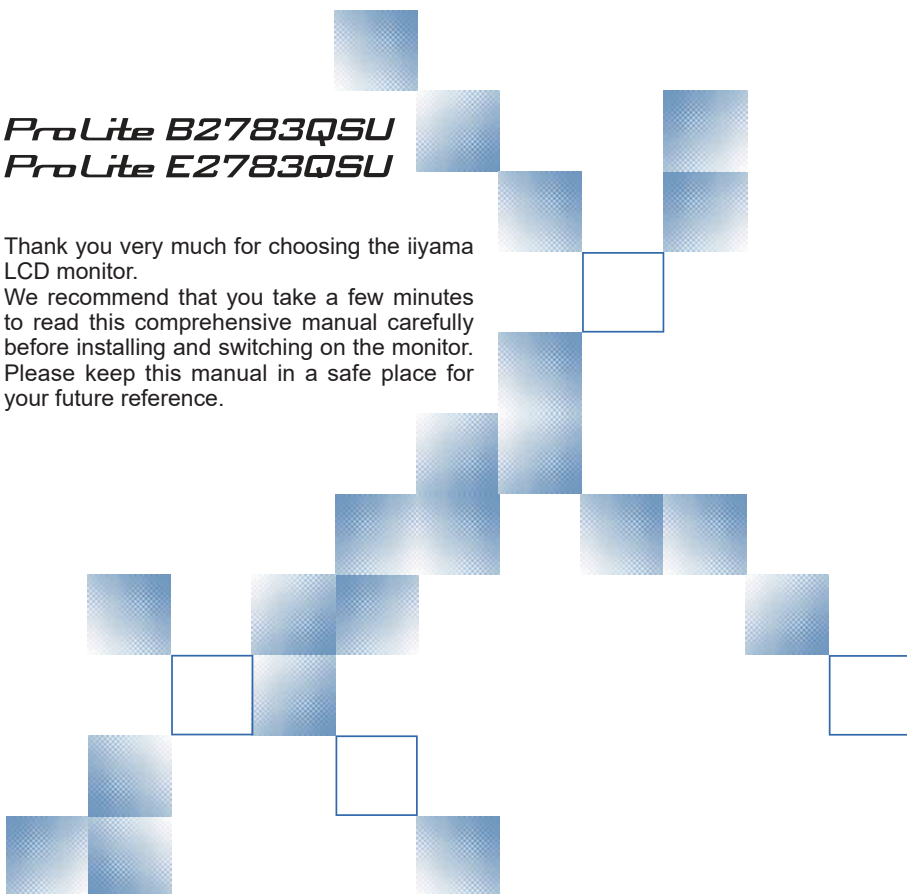 ProLite B2783QSU
ProLite E2783QSU
Thank you very much for choosing the iiyama
LCD monitor.
We recommend that you take a few minutes
to read this comprehensive manual carefully
before installing and switching on the monitor.
Please keep this manual in a safe place for
your future reference.